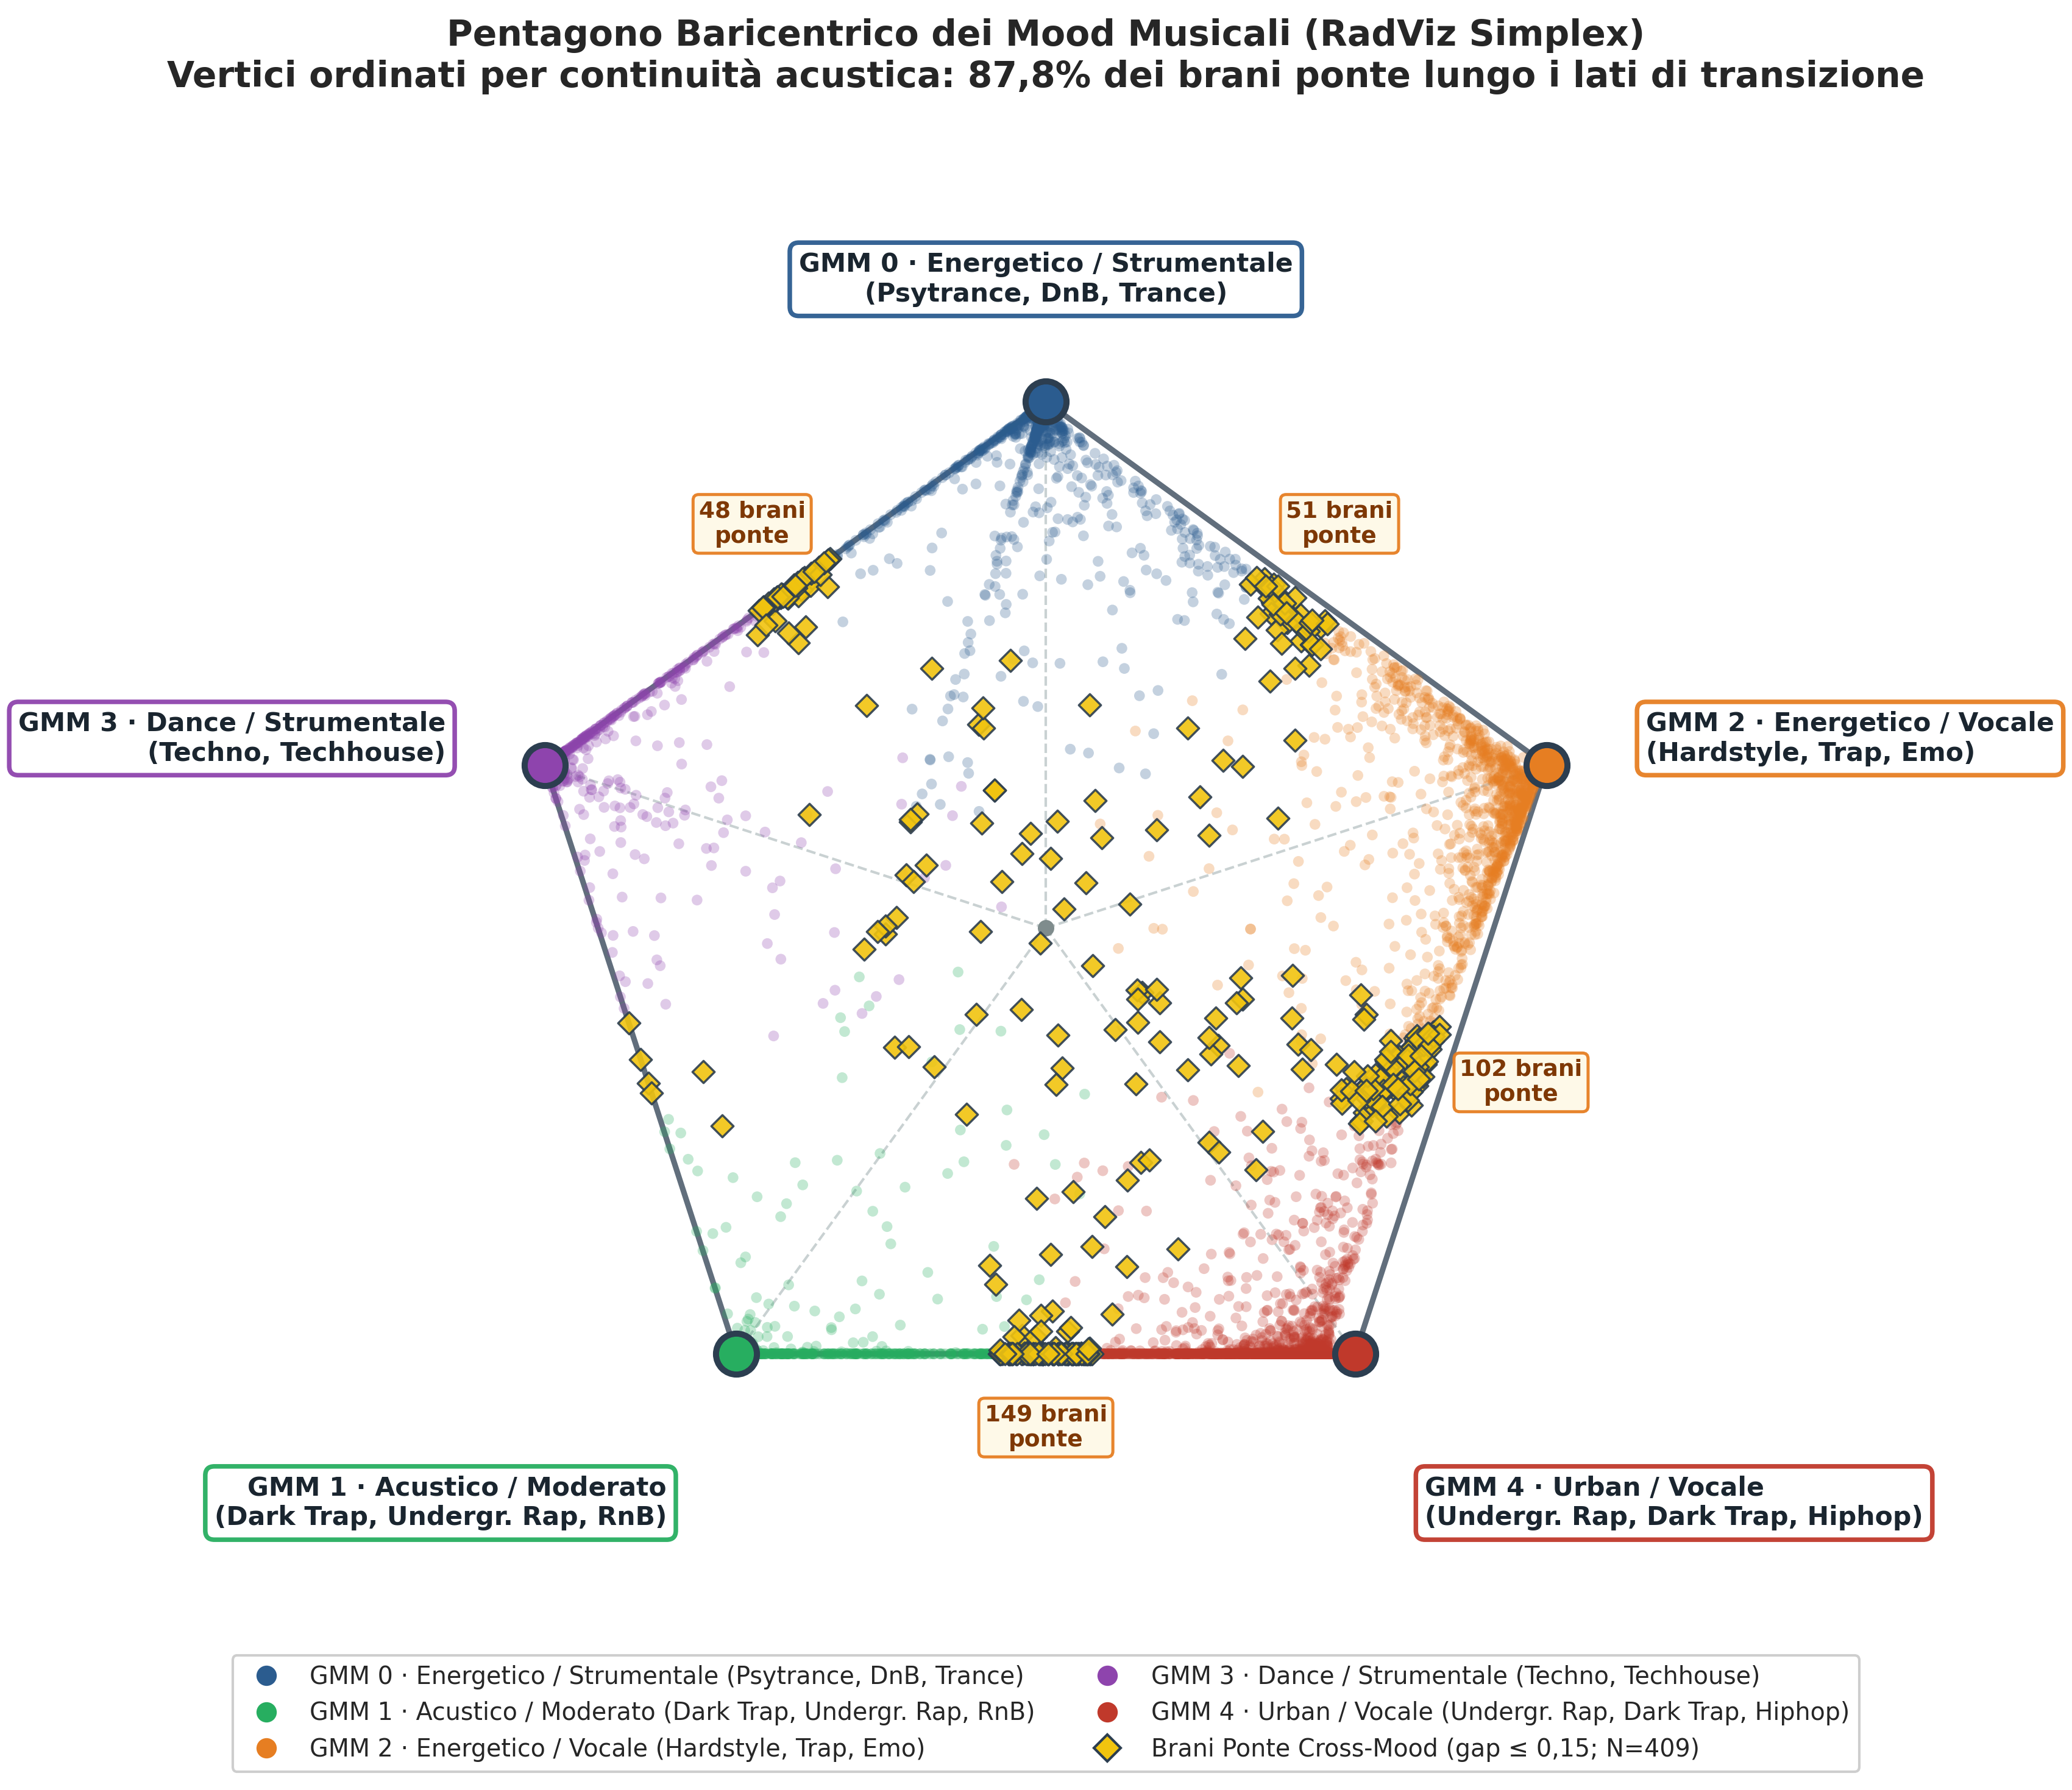 Pentagono Baricentrico dei Mood Musicali (RadViz Simplex)
Vertici ordinati per continuità acustica: 87,8% dei brani ponte lungo i lati di transizione
GMM 0 · Energetico / Strumentale
(Psytrance, DnB, Trance)
48 brani
ponte
51 brani
ponte
GMM 3 · Dance / Strumentale
(Techno, Techhouse)
GMM 2 · Energetico / Vocale
(Hardstyle, Trap, Emo)
102 brani
ponte
149 brani
ponte
GMM 1 · Acustico / Moderato
(Dark Trap, Undergr. Rap, RnB)
GMM 4 · Urban / Vocale
(Undergr. Rap, Dark Trap, Hiphop)
GMM 0 · Energetico / Strumentale (Psytrance, DnB, Trance)
GMM 1 · Acustico / Moderato (Dark Trap, Undergr. Rap, RnB)
GMM 2 · Energetico / Vocale (Hardstyle, Trap, Emo)
GMM 3 · Dance / Strumentale (Techno, Techhouse)
GMM 4 · Urban / Vocale (Undergr. Rap, Dark Trap, Hiphop)
Brani Ponte Cross-Mood (gap ≤ 0,15; N=409)